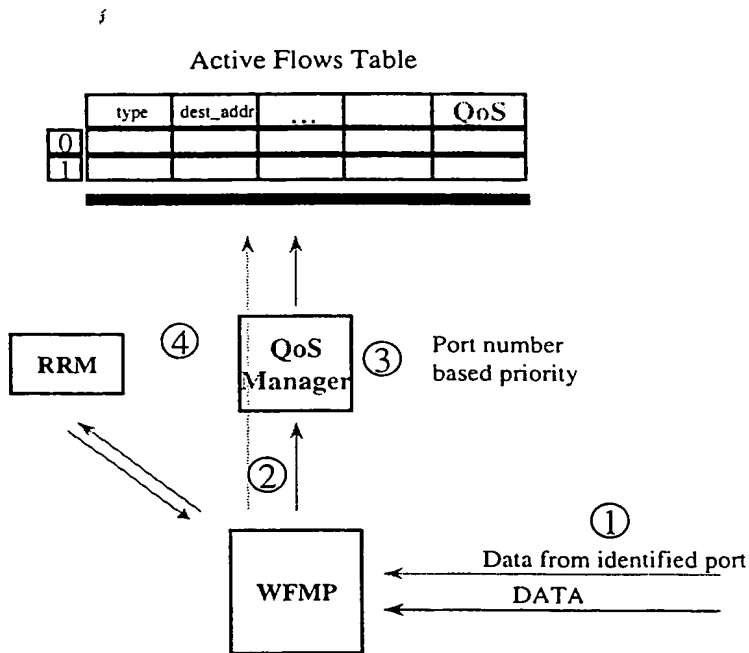 Active Flows Table
type dest_addr ... QoS
0
1
RRM
④
QoS
Manager
③
Port number
based priority
②
①
Data from identified port
WFMP
DATA